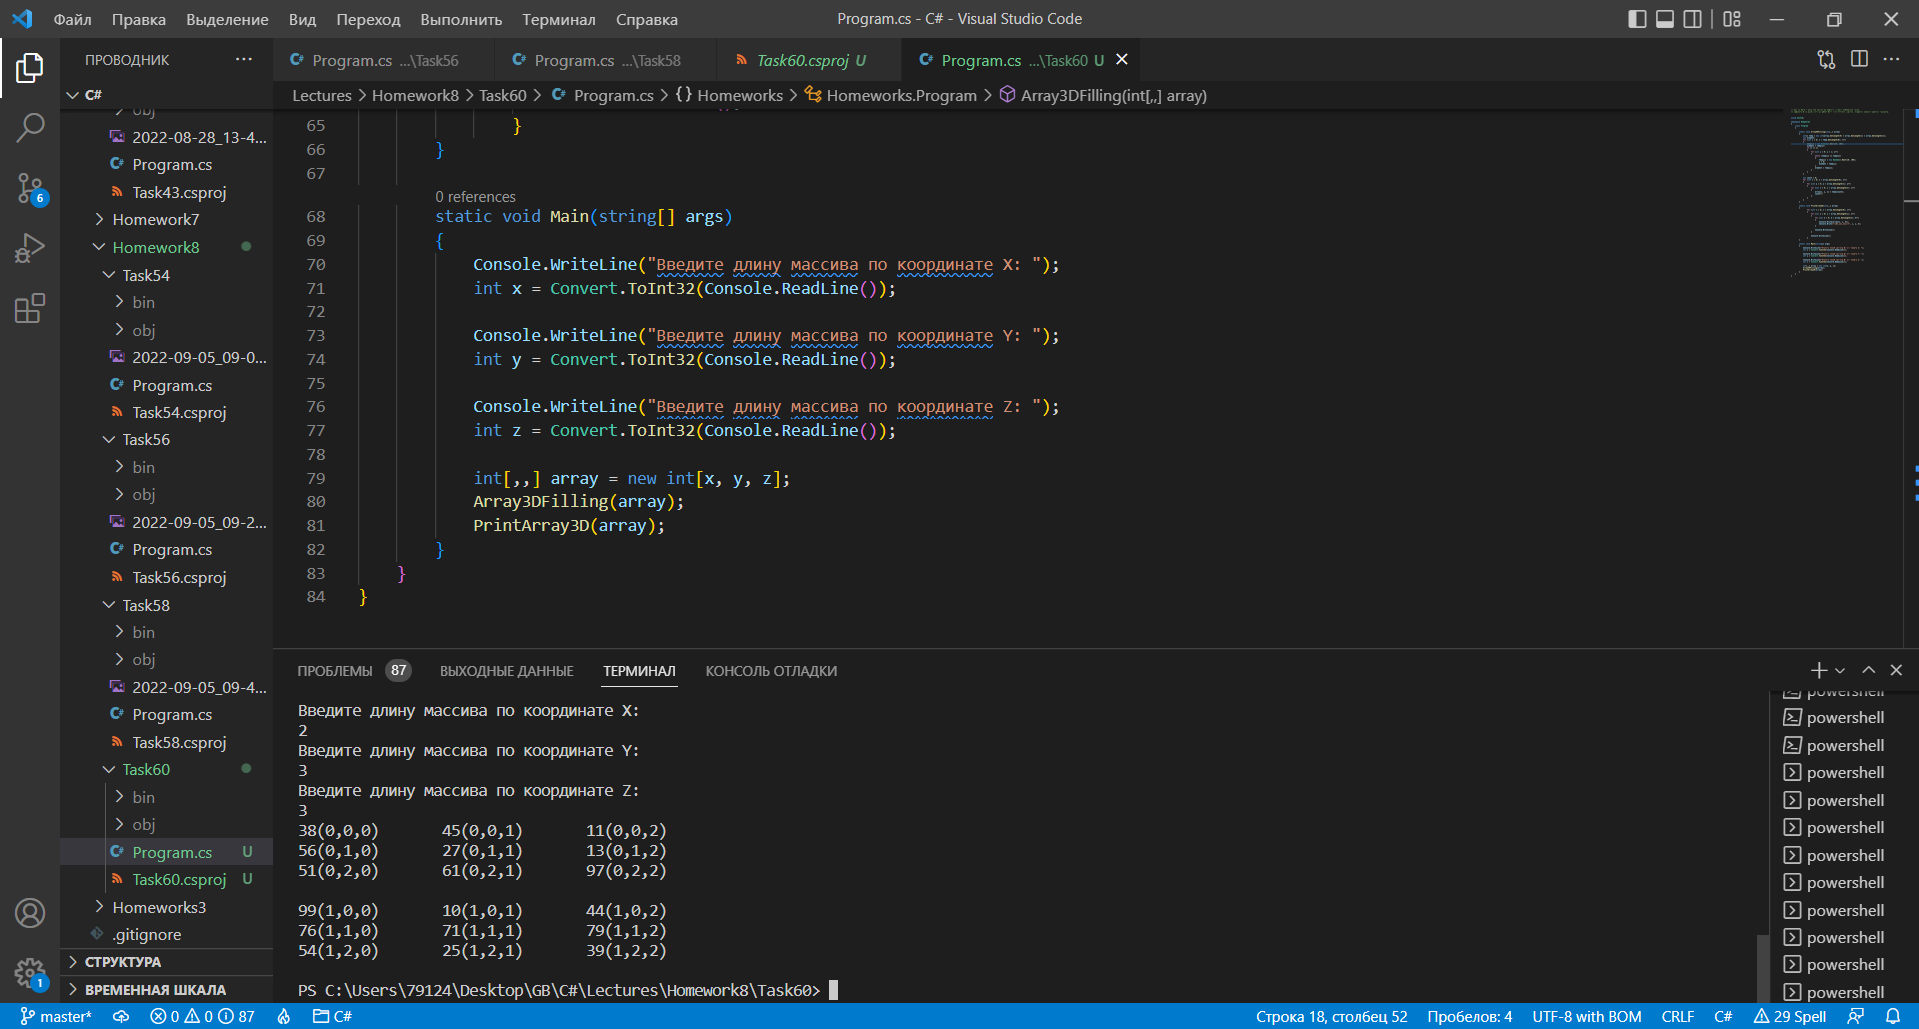 Файл Правка Выделение Вид Переход Выполнить Терминал Справка
Program.cs - C# - Visual Studio Code
ПРОВОДНИК ···
C#
obj
2022-08-28_13-4...
Program.cs
Task43.csproj
Homework7
Homework8
Task54
bin
obj
2022-09-05_09-0...
Program.cs
Task54.csproj
Task56
bin
obj
2022-09-05_09-2...
Program.cs
Task56.csproj
Task58
bin
obj
2022-09-05_09-4...
Program.cs
Task58.csproj
Task60
bin
obj
Program.cs U
Task60.csproj U
Homeworks3
.gitignore
СТРУКТУРА
ВРЕМЕННАЯ ШКАЛА
6
1
Program.cs ...\Task56
Program.cs ...\Task58
Task60.csproj U
Program.cs ...\Task60 U
Lectures > Homework8 > Task60 > Program.cs > {} Homeworks > Homeworks.Program > Array3DFilling(int[,,] array)
65 }
66 }
67
0 references
68 static void Main(string[] args)
69 {
70 Console.WriteLine("Введите длину массива по координате X: ");
71 int x = Convert.ToInt32(Console.ReadLine());
72
73 Console.WriteLine("Введите длину массива по координате Y: ");
74 int y = Convert.ToInt32(Console.ReadLine());
75
76 Console.WriteLine("Введите длину массива по координате Z: ");
77 int z = Convert.ToInt32(Console.ReadLine());
78
79 int[,,] array = new int[x, y, z];
80 Array3DFilling(array);
81 PrintArray3D(array);
82 }
83 }
84 }
ПРОБЛЕМЫ 87 ВЫХОДНЫЕ ДАННЫЕ ТЕРМИНАЛ КОНСОЛЬ ОТЛАДКИ
Введите длину массива по координате X:
2
Введите длину массива по координате Y:
3
Введите длину массива по координате Z:
3
38(0,0,0) 45(0,0,1) 11(0,0,2)
56(0,1,0) 27(0,1,1) 13(0,1,2)
51(0,2,0) 61(0,2,1) 97(0,2,2)
99(1,0,0) 10(1,0,1) 44(1,0,2)
76(1,1,0) 71(1,1,1) 79(1,1,2)
54(1,2,0) 25(1,2,1) 39(1,2,2)
PS C:\Users\79124\Desktop\GB\C#\Lectures\Homework8\Task60>
powershell
powershell
powershell
powershell
powershell
powershell
powershell
powershell
powershell
powershell
powershell
powershell
master* 0 0 87 C#
Строка 18, столбец 52 Пробелов: 4 UTF-8 with BOM CRLF C# 29 Spell